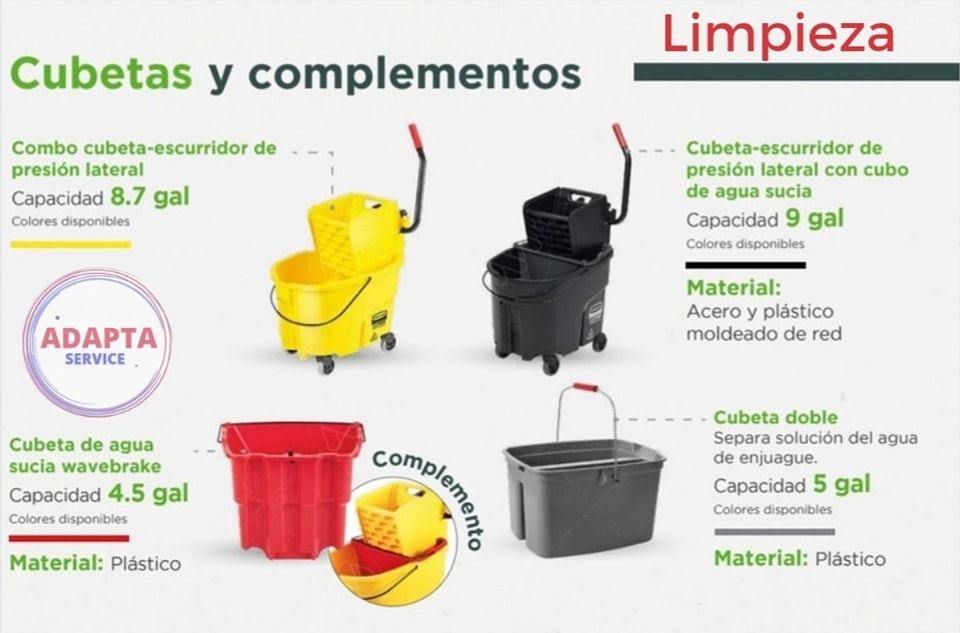 Limpieza
Cubetas y complementos
Combo cubeta-escurridor de
presión lateral
Capacidad 8.7 gal
Colores disponibles
Cubeta-escurridor de
presión lateral con cubo
de agua sucia
Capacidad 9 gal
Colores disponibles
Material:
Acero y plástico
moldeado de red
ADAPTA
SERVICE
Cubeta de agua
sucia wavebrake
Capacidad 4.5 gal
Colores disponibles
Material: Plástico
Complemento
Cubeta doble
Separa solución del agua
de enjuague.
Capacidad 5 gal
Colores disponibles
Material: Plástico